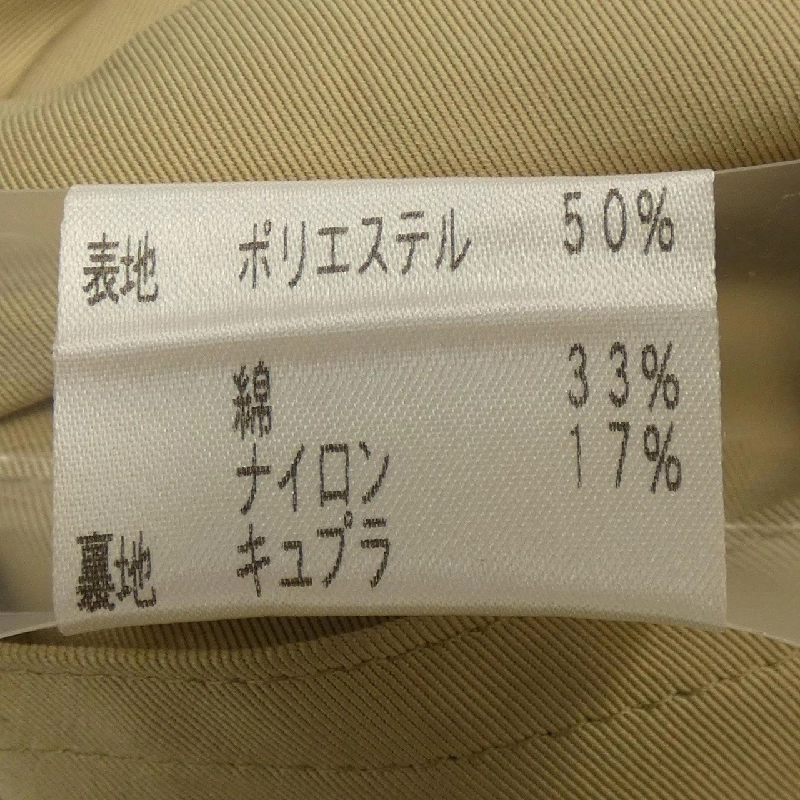 表地 ポリエステル 50%
綿 33%
ナイロン 17%
裏地 キュプラ